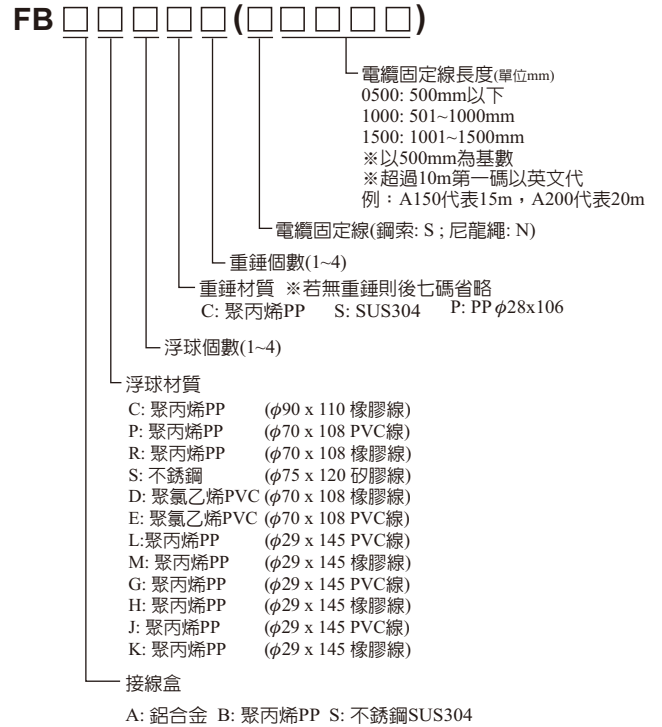 FB □ □ □ □ □ (□ □ □ □ □)
電纜固定線長度(單位mm)
0500: 500mm以下
1000: 501~1000mm
1500: 1001~1500mm
※以500mm為基數
※超過10m第一碼以英文代
例：A150代表15m，A200代表20m
電纜固定線(鋼索: S ; 尼龍繩: N)
重錘個數(1~4)
重錘材質 ※若無重錘則後七碼省略
C: 聚丙烯PP S: SUS304 P: PP ϕ28x106
浮球個數(1~4)
浮球材質
C: 聚丙烯PP (ϕ90 x 110 橡膠線)
P: 聚丙烯PP (ϕ70 x 108 PVC線)
R: 聚丙烯PP (ϕ70 x 108 橡膠線)
S: 不銹鋼 (ϕ75 x 120 矽膠線)
D: 聚氯乙烯PVC (ϕ70 x 108 橡膠線)
E: 聚氯乙烯PVC (ϕ70 x 108 PVC線)
L:聚丙烯PP (ϕ29 x 145 PVC線)
M: 聚丙烯PP (ϕ29 x 145 橡膠線)
G: 聚丙烯PP (ϕ29 x 145 PVC線)
H: 聚丙烯PP (ϕ29 x 145 橡膠線)
J: 聚丙烯PP (ϕ29 x 145 PVC線)
K: 聚丙烯PP (ϕ29 x 145 橡膠線)
接線盒
A: 鋁合金 B: 聚丙烯PP S: 不銹鋼SUS304